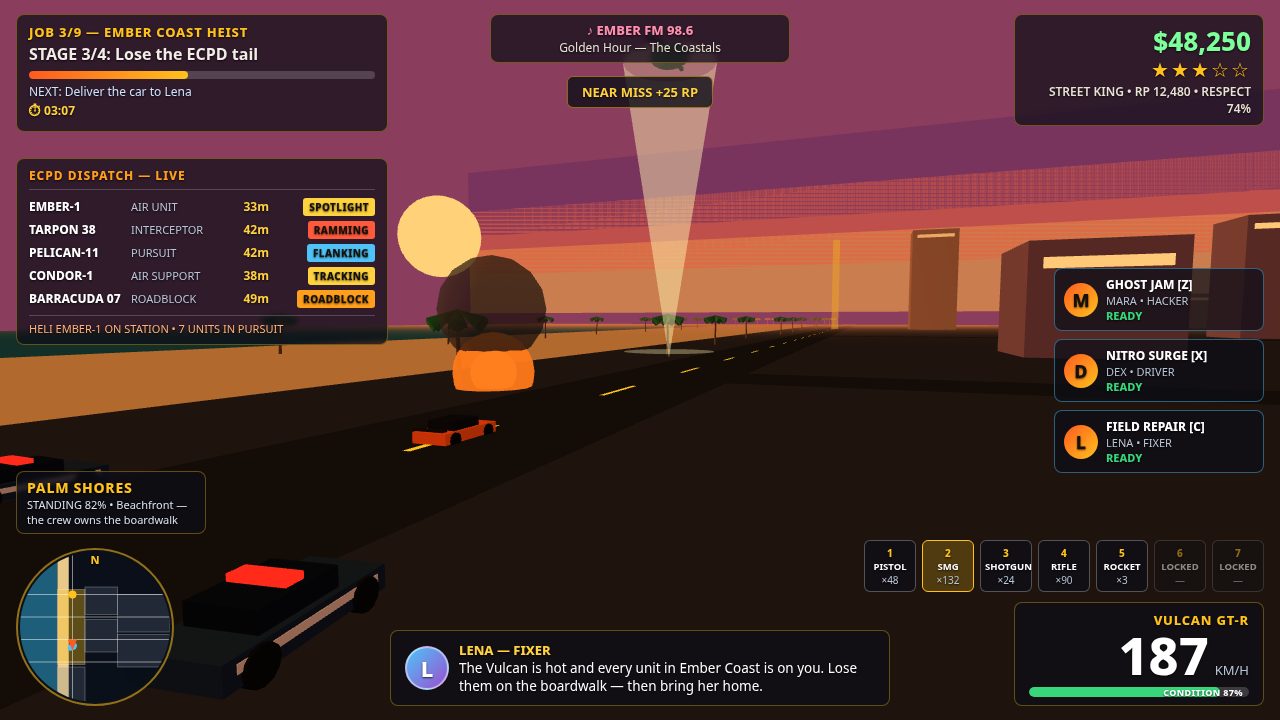 JOB 3/9 — EMBER COAST HEIST
STAGE 3/4: Lose the ECPD tail
NEXT: Deliver the car to Lena
⏱ 03:07
♪ EMBER FM 98.6
Golden Hour — The Coastals
NEAR MISS +25 RP
$48,250
★★★☆☆
STREET KING • RP 12,480 • RESPECT
74%
ECPD DISPATCH — LIVE
EMBER-1 AIR UNIT 33m SPOTLIGHT
TARPON 38 INTERCEPTOR 42m RAMMING
PELICAN-11 PURSUIT 42m FLANKING
CONDOR-1 AIR SUPPORT 38m TRACKING
BARRACUDA 07 ROADBLOCK 49m ROADBLOCK
HELI EMBER-1 ON STATION • 7 UNITS IN PURSUIT
M
GHOST JAM [Z]
MARA • HACKER
READY
D
NITRO SURGE [X]
DEX • DRIVER
READY
L
FIELD REPAIR [C]
LENA • FIXER
READY
PALM SHORES
STANDING 82% • Beachfront —
the crew owns the boardwalk
N
1 PISTOL ×48
2 SMG ×132
3 SHOTGUN ×24
4 RIFLE ×90
5 ROCKET ×3
6 LOCKED —
7 LOCKED —
L
LENA — FIXER
The Vulcan is hot and every unit in Ember Coast is on you. Lose
them on the boardwalk — then bring her home.
VULCAN GT-R
187 KM/H
CONDITION 87%